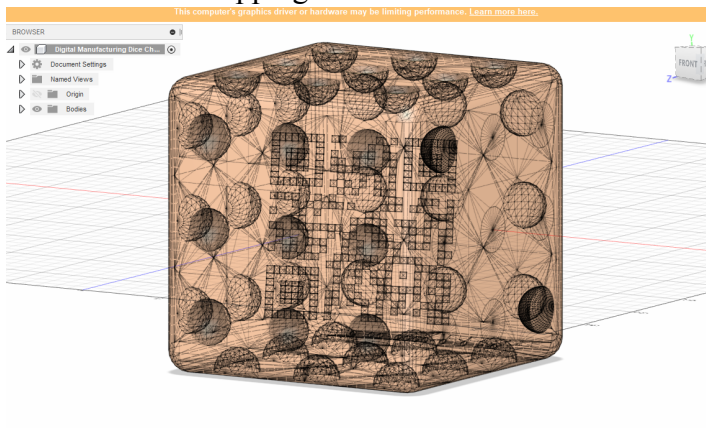 This computer's graphics driver or hardware may be limiting performance. Learn more here.
BROWSER
Digital Manufacturing Dice Ch...
Document Settings
Named Views
Origin
Bodies
Y
FRONT
Z